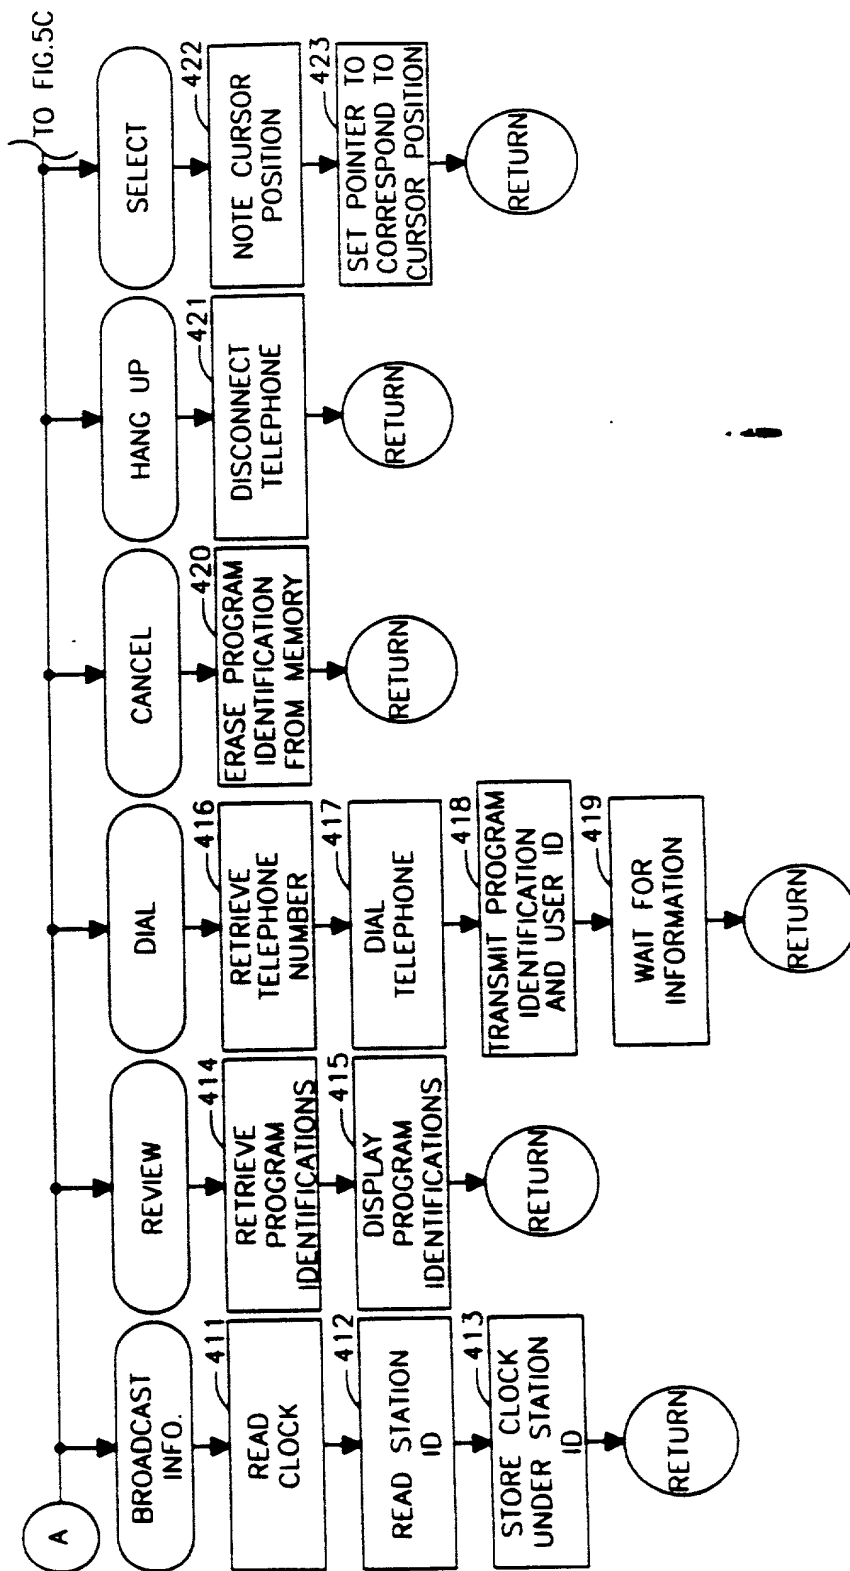 A
TO FIG.5C
BROADCAST
INFO.
411
READ
CLOCK
412
READ STATION
ID
413
STORE CLOCK
UNDER STATION
ID
RETURN
REVIEW
414
RETRIEVE
PROGRAM
IDENTIFICATIONS
415
DISPLAY
PROGRAM
IDENTIFICATIONS
RETURN
DIAL
416
RETRIEVE
TELEPHONE
NUMBER
417
DIAL
TELEPHONE
418
TRANSMIT PROGRAM
IDENTIFICATION
AND USER ID
419
WAIT FOR
INFORMATION
RETURN
CANCEL
420
ERASE PROGRAM
IDENTIFICATION
FROM MEMORY
RETURN
HANG UP
421
DISCONNECT
TELEPHONE
RETURN
SELECT
422
NOTE CURSOR
POSITION
423
SET POINTER TO
CORRESPOND TO
CURSOR POSITION
RETURN